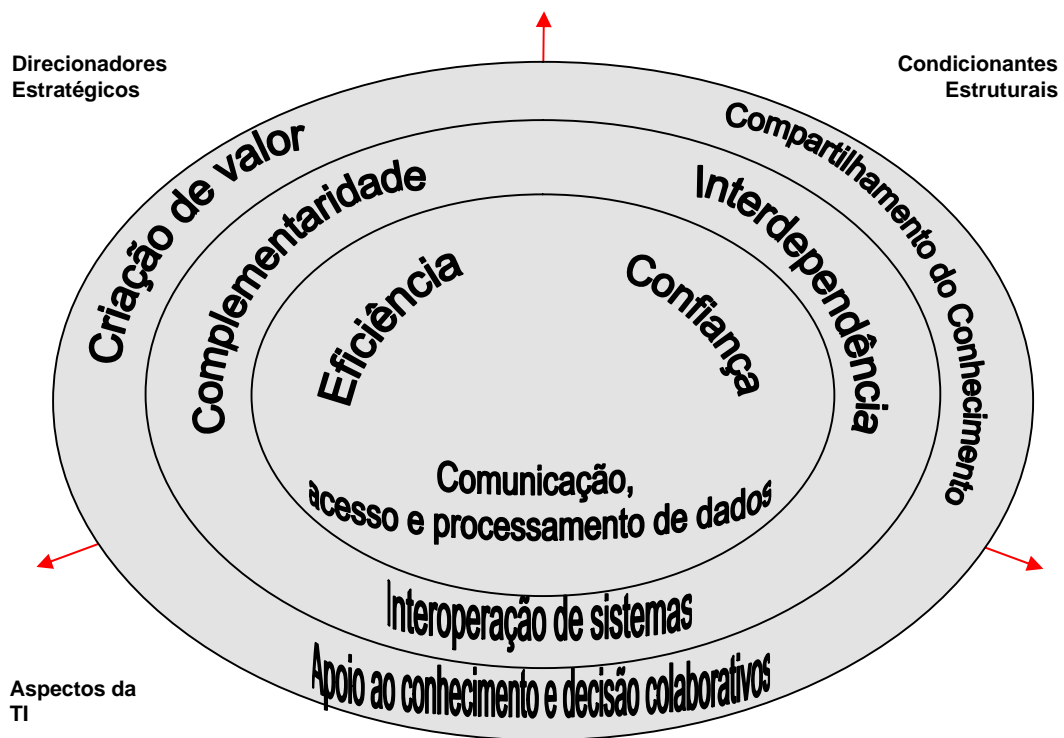 Direcionadores
Estratégicos
Condicionantes
Estruturais
Criação de valor
Complementaridade
Eficiência
Compartilhamento do Conhecimento
Interdependência
Confiança
Comunicação,
acesso e processamento de dados
Interoperação de sistemas
Apoio ao conhecimento e decisão colaborativos
Aspectos da
TI